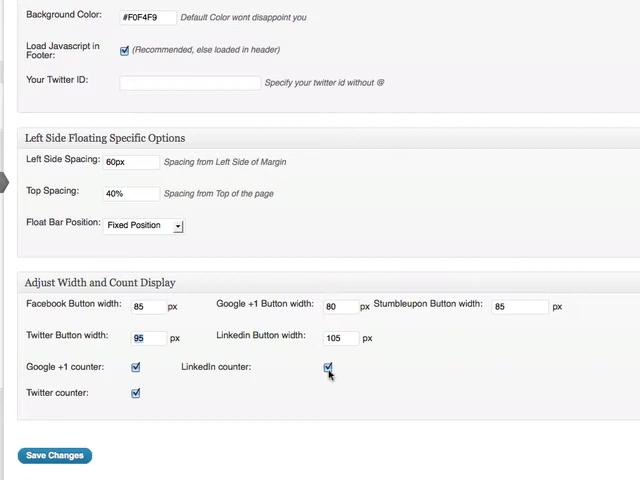 Background Color: #F0F4F9 Default Color wont disappoint you
Load Javascript in
Footer: (Recommended, else loaded in header)
Your Twitter ID: Specify your twitter id without @
Left Side Floating Specific Options
Left Side Spacing: 60px Spacing from Left Side of Margin
Top Spacing: 40% Spacing from Top of the page
Float Bar Position: Fixed Position
Adjust Width and Count Display
Facebook Button width: 85 px Google +1 Button width: 80 px Stumbleupon Button width: 85 px
Twitter Button width: 95 px Linkedin Button width: 105 px
Google +1 counter: LinkedIn counter:
Twitter counter:
Save Changes